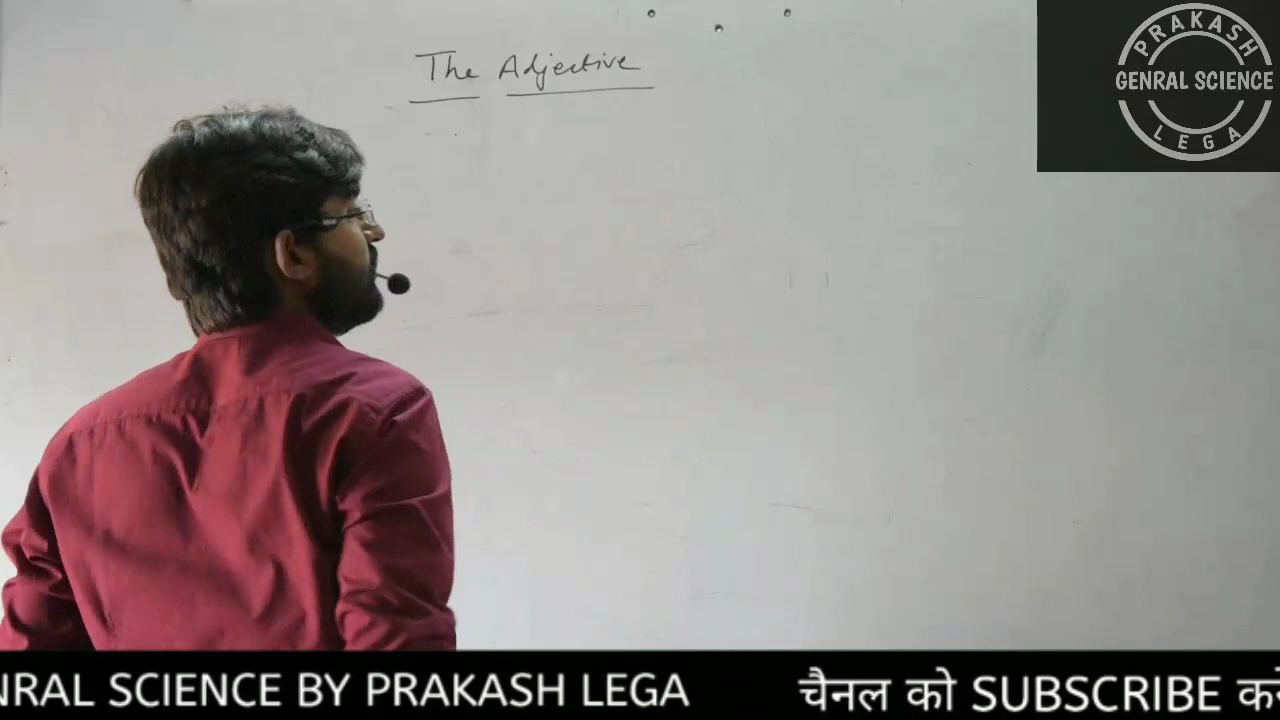 The Adjective
PRAKASH
GENRAL SCIENCE
LEGA
NRAL SCIENCE BY PRAKASH LEGA चैनल को SUBSCRIBE